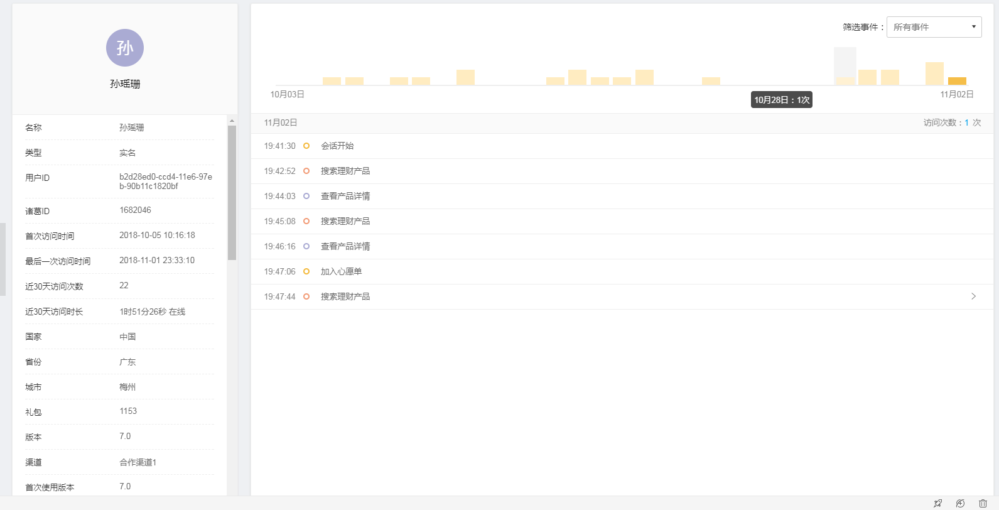 孙
孙瑶珊
名称 孙瑶珊
类型 实名
用户ID b2d28ed0-ccd4-11e6-97e
b-90b11c1820bf
诸葛ID 1682046
首次访问时间 2018-10-05 10:16:18
最后一次访问时间 2018-11-01 23:33:10
近30天访问次数 22
近30天访问时长 1时51分26秒 在线
国家 中国
省份 广东
城市 梅州
礼包 1153
版本 7.0
渠道 合作渠道1
首次使用版本 7.0
筛选事件： 所有事件
10月03日 11月02日
10月28日：1次
11月02日 访问次数：1 次
19:41:30 会话开始
19:42:52 搜索理财产品
19:44:03 查看产品详情
19:45:08 搜索理财产品
19:46:16 查看产品详情
19:47:06 加入心愿单
19:47:44 搜索理财产品